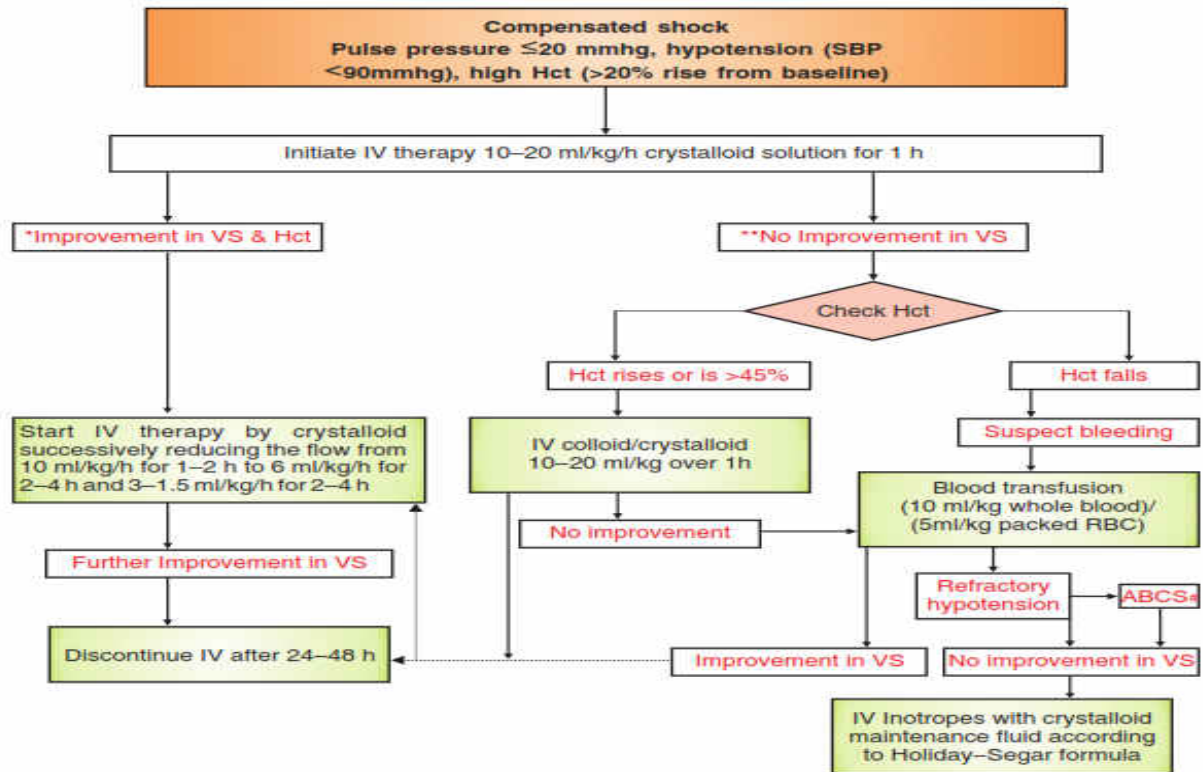 Compensated shock
Pulse pressure ≤20 mmhg, hypotension (SBP
<90mmhg), high Hct (>20% rise from baseline)
Initiate IV therapy 10–20 ml/kg/h crystalloid solution for 1 h
*Improvement in VS & Hct
**No Improvement in VS
Check Hct
Hct rises or is >45%
Hct falls
Suspect bleeding
Start IV therapy by crystalloid
successively reducing the flow from
10 ml/kg/h for 1–2 h to 6 ml/kg/h for
2–4 h and 3–1.5 ml/kg/h for 2–4 h
IV colloid/crystalloid
10–20 ml/kg over 1h
Blood transfusion
(10 ml/kg whole blood)/
(5ml/kg packed RBC)
No improvement
Further Improvement in VS
Refractory
hypotension
ABCS#
Discontinue IV after 24–48 h
Improvement in VS
No improvement in VS
IV Inotropes with crystalloid
maintenance fluid according
to Holiday–Segar formula